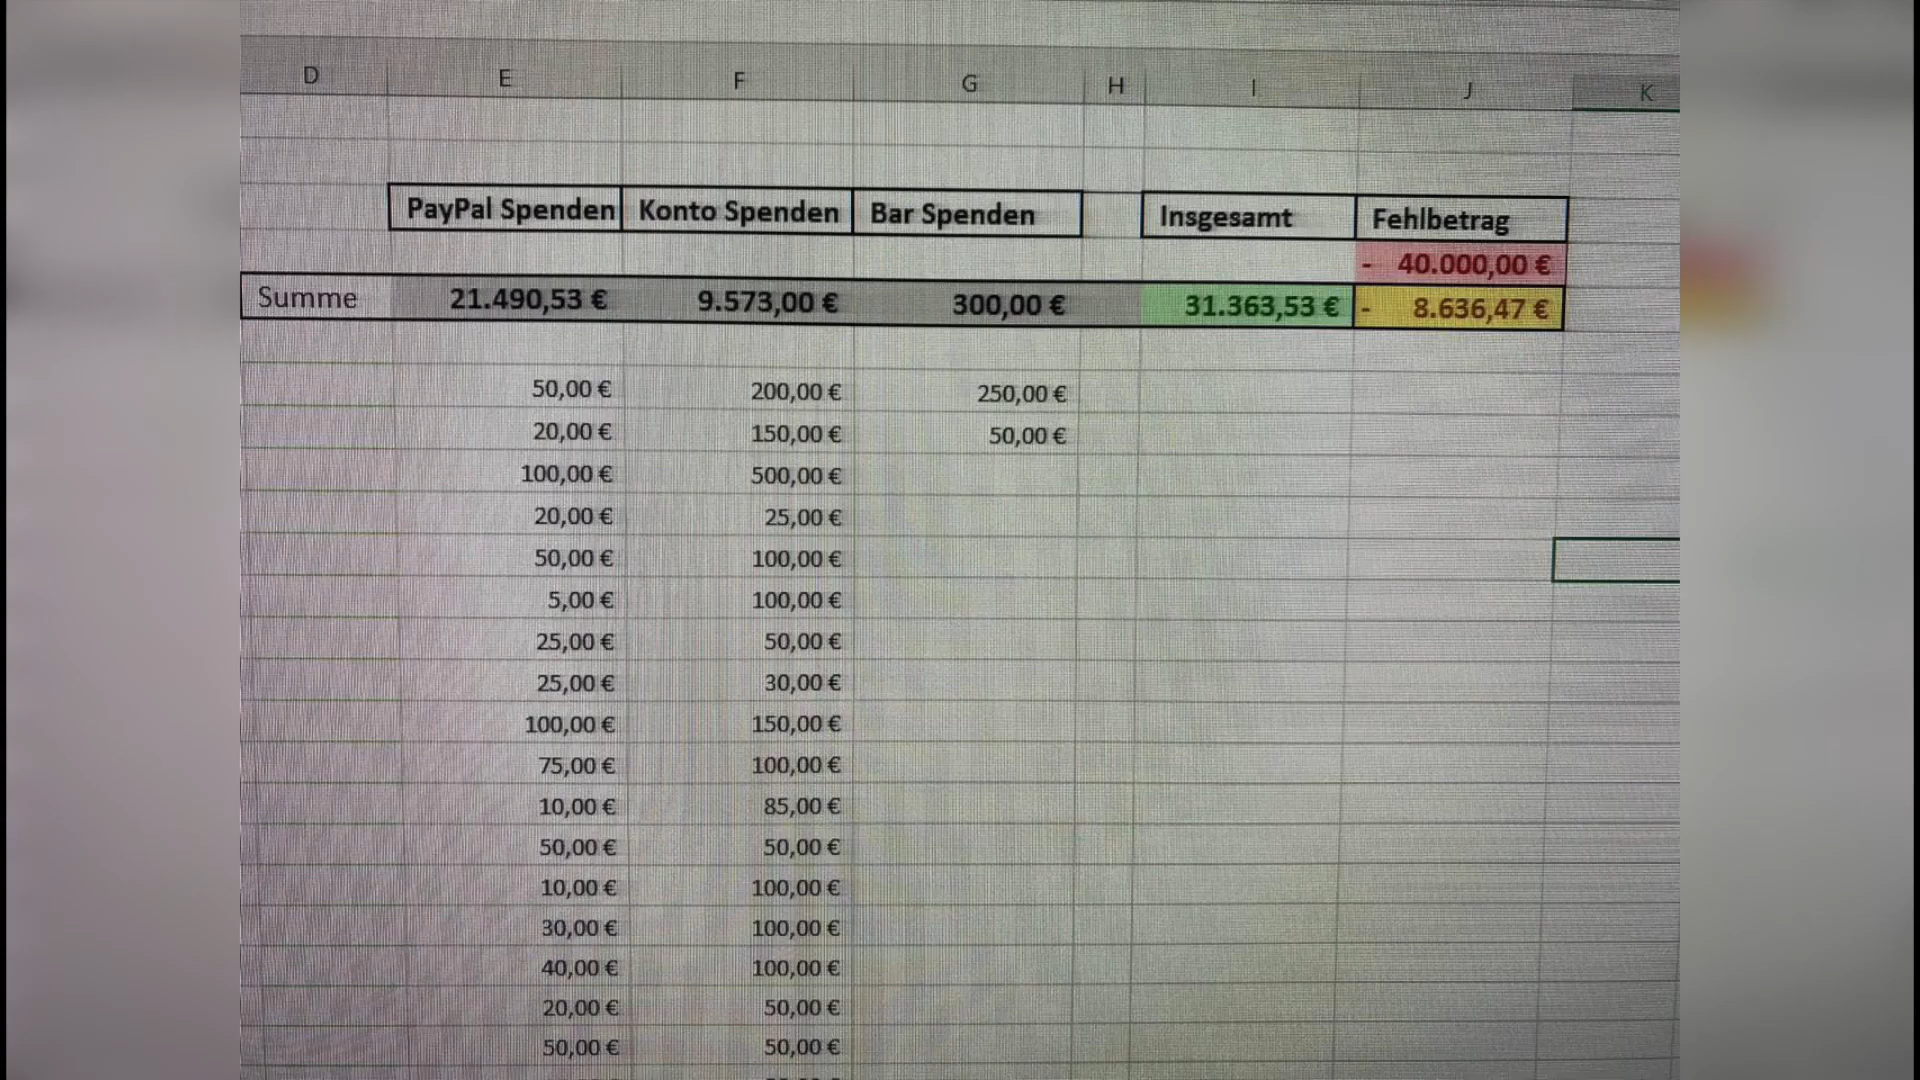 D E F G H I J K
PayPal Spenden Konto Spenden Bar Spenden Insgesamt Fehlbetrag
- 40.000,00 €
Summe 21.490,53 € 9.573,00 € 300,00 € 31.363,53 € - 8.636,47 €
50,00 € 200,00 € 250,00 €
20,00 € 150,00 € 50,00 €
100,00 € 500,00 €
20,00 € 25,00 €
50,00 € 100,00 €
5,00 € 100,00 €
25,00 € 50,00 €
25,00 € 30,00 €
100,00 € 150,00 €
75,00 € 100,00 €
10,00 € 85,00 €
50,00 € 50,00 €
10,00 € 100,00 €
30,00 € 100,00 €
40,00 € 100,00 €
20,00 € 50,00 €
50,00 € 50,00 €